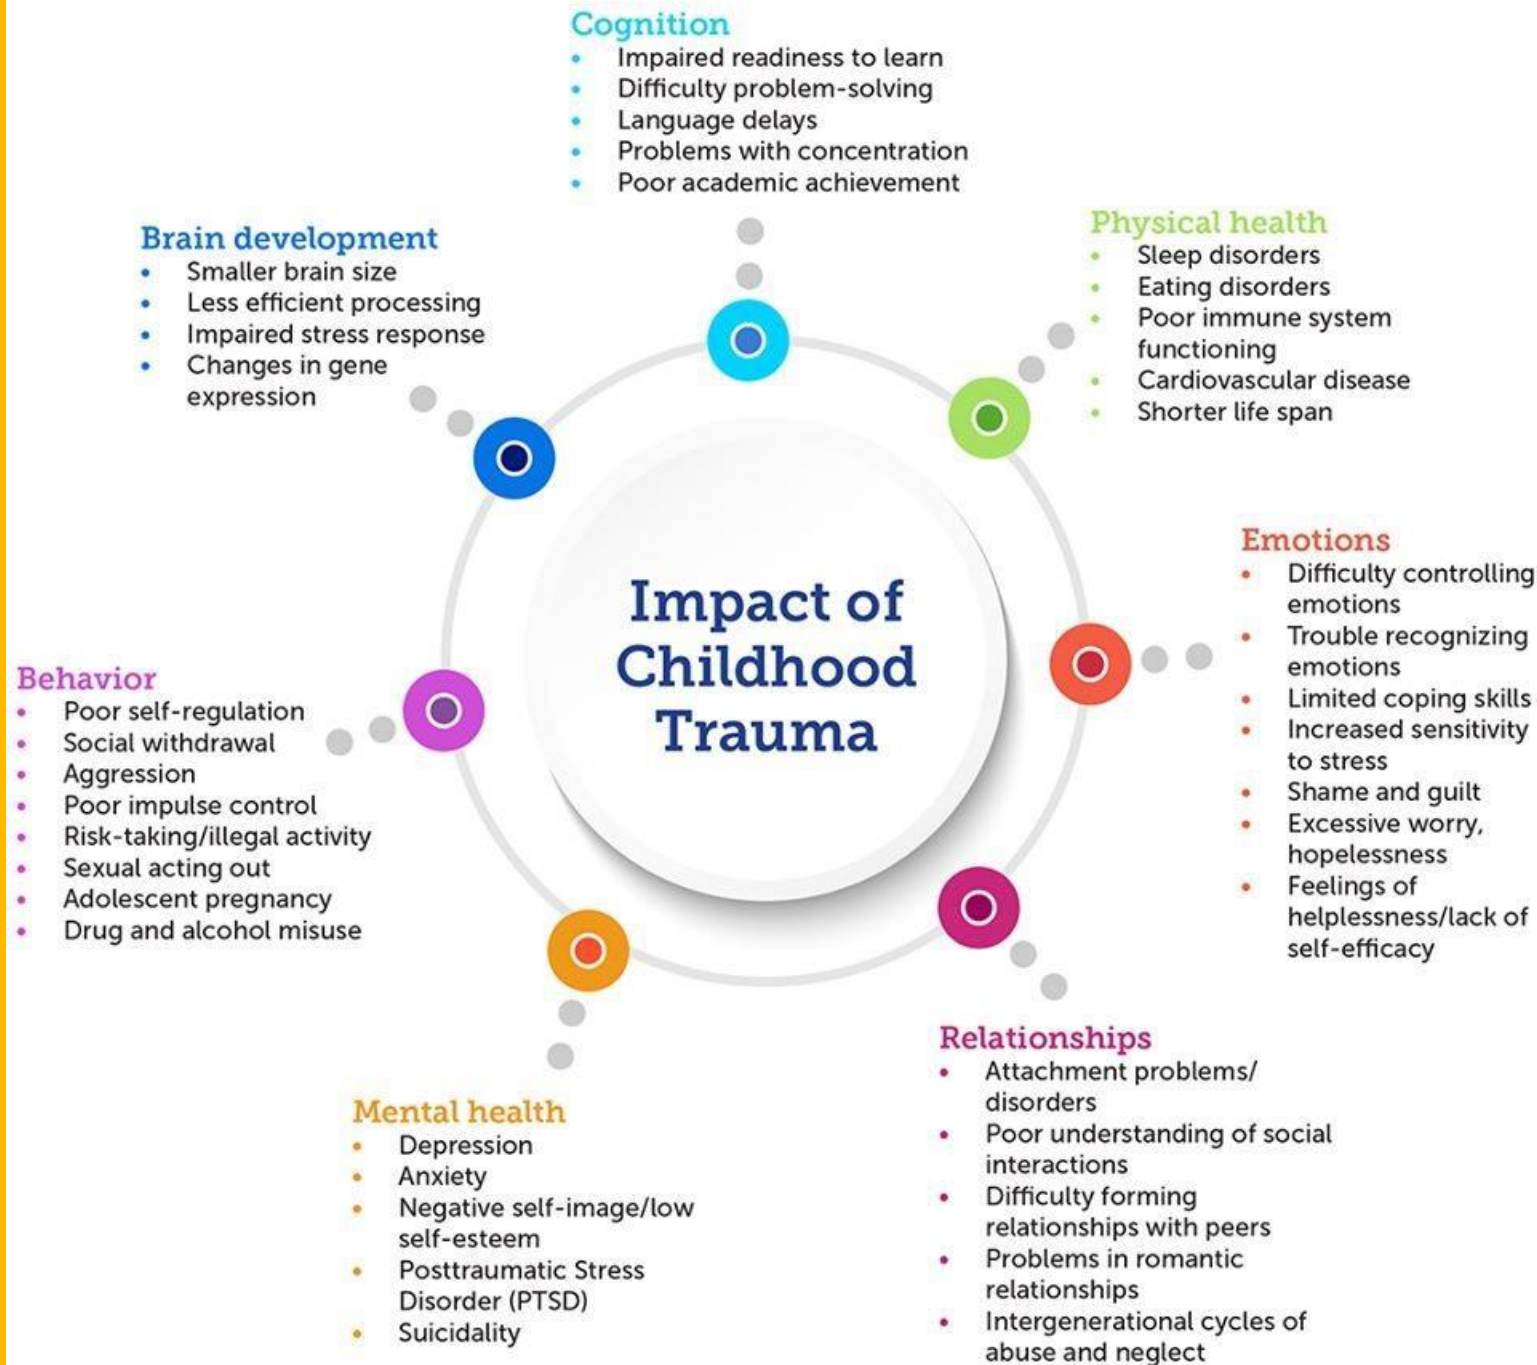 Cognition
• Impaired readiness to learn
• Difficulty problem-solving
• Language delays
• Problems with concentration
• Poor academic achievement
Physical health
• Sleep disorders
• Eating disorders
• Poor immune system
functioning
• Cardiovascular disease
• Shorter life span
Emotions
• Difficulty controlling
emotions
• Trouble recognizing
emotions
• Limited coping skills
• Increased sensitivity
to stress
• Shame and guilt
• Excessive worry,
hopelessness
• Feelings of
helplessness/lack of
self-efficacy
Relationships
• Attachment problems/
disorders
• Poor understanding of social
interactions
• Difficulty forming
relationships with peers
• Problems in romantic
relationships
• Intergenerational cycles of
abuse and neglect
Mental health
• Depression
• Anxiety
• Negative self-image/low
self-esteem
• Posttraumatic Stress
Disorder (PTSD)
• Suicidality
Behavior
• Poor self-regulation
• Social withdrawal
• Aggression
• Poor impulse control
• Risk-taking/illegal activity
• Sexual acting out
• Adolescent pregnancy
• Drug and alcohol misuse
Brain development
• Smaller brain size
• Less efficient processing
• Impaired stress response
• Changes in gene
expression
Impact of
Childhood
Trauma